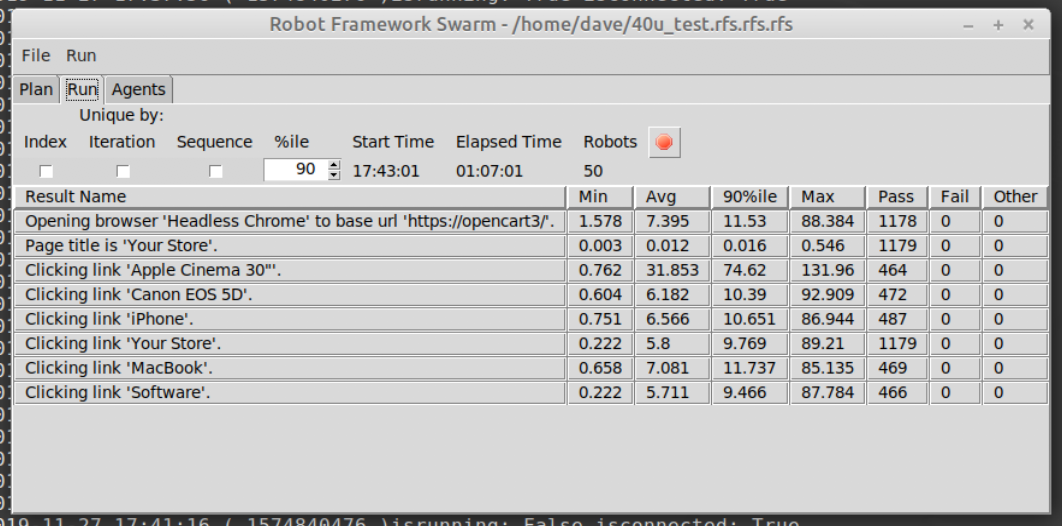 Robot Framework Swarm - /home/dave/40u_test.rfs.rfs.rfs
File Run
Plan Run Agents
Unique by:
Index Iteration Sequence %ile Start Time Elapsed Time Robots
90 17:43:01 01:07:01 50
Result Name Min Avg 90%ile Max Pass Fail Other
Opening browser 'Headless Chrome' to base url 'https://opencart3/'. 1.578 7.395 11.53 88.384 1178 0 0
Page title is 'Your Store'. 0.003 0.012 0.016 0.546 1179 0 0
Clicking link 'Apple Cinema 30"'. 0.762 31.853 74.62 131.96 464 0 0
Clicking link 'Canon EOS 5D'. 0.604 6.182 10.39 92.909 472 0 0
Clicking link 'iPhone'. 0.751 6.566 10.651 86.944 487 0 0
Clicking link 'Your Store'. 0.222 5.8 9.769 89.21 1179 0 0
Clicking link 'MacBook'. 0.658 7.081 11.737 85.135 469 0 0
Clicking link 'Software'. 0.222 5.711 9.466 87.784 466 0 0
019-11-27 17:41:16 ( 1574840476 )isrunning: False isconnected: True